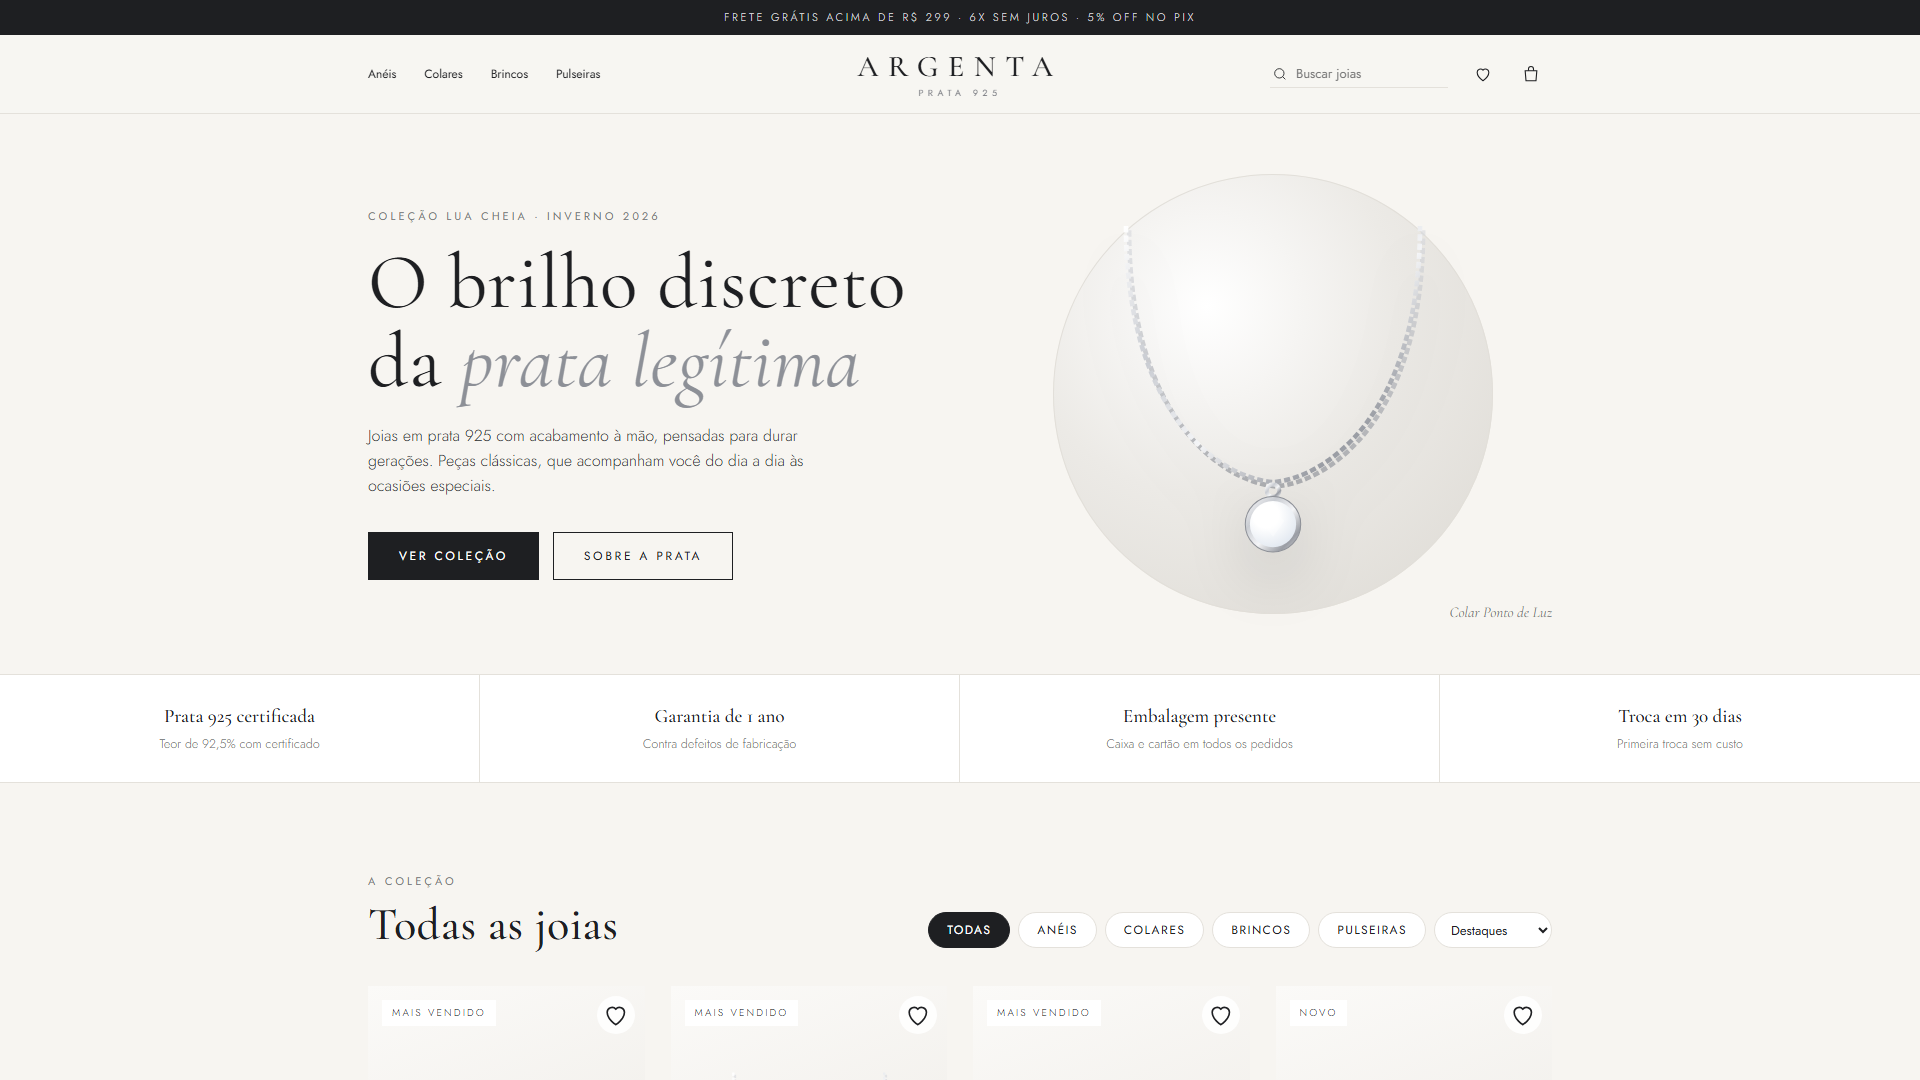 FRETE GRÁTIS ACIMA DE R$ 299 · 6X SEM JUROS · 5% OFF NO PIX
Anéis
Colares
Brincos
Pulseiras
ARGENTA
PRATA 925
Buscar joias
COLEÇÃO LUA CHEIA · INVERNO 2026
O brilho discreto
da prata legítima
Joias em prata 925 com acabamento à mão, pensadas para durar
gerações. Peças clássicas, que acompanham você do dia a dia às
ocasiões especiais.
VER COLEÇÃO
SOBRE A PRATA
Colar Ponto de Luz
Prata 925 certificada
Teor de 92,5% com certificado
Garantia de 1 ano
Contra defeitos de fabricação
Embalagem presente
Caixa e cartão em todos os pedidos
Troca em 30 dias
Primeira troca sem custo
A COLEÇÃO
Todas as joias
TODAS
ANÉIS
COLARES
BRINCOS
PULSEIRAS
Destaques
MAIS VENDIDO
MAIS VENDIDO
MAIS VENDIDO
NOVO